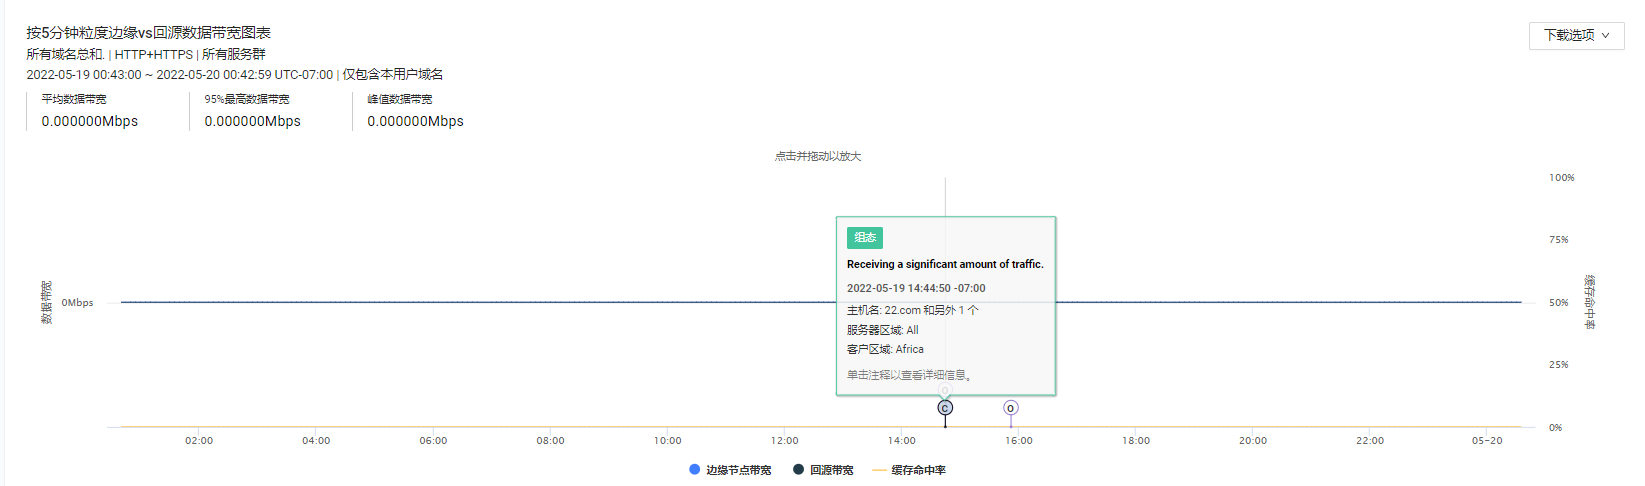 按5分钟粒度边缘vs回源数据带宽图表
下载选项
所有域名总和. | HTTP+HTTPS | 所有服务群
2022-05-19 00:43:00 ~ 2022-05-20 00:42:59 UTC-07:00 | 仅包含本用户域名
平均数据带宽 95%最高数据带宽 峰值数据带宽
0.000000Mbps 0.000000Mbps 0.000000Mbps
点击并拖动以放大
100%
75%
50%
25%
0%
缓存命中率
数据带宽
0Mbps
组态
Receiving a significant amount of traffic.
2022-05-19 14:44:50 -07:00
主机名: 22.com 和另外 1 个
服务器区域: All
客户区域: Africa
单击注释以查看详细信息。
O
C O
02:00 04:00 06:00 08:00 10:00 12:00 14:00 16:00 18:00 20:00 22:00 05-20
边缘节点带宽 回源带宽 缓存命中率